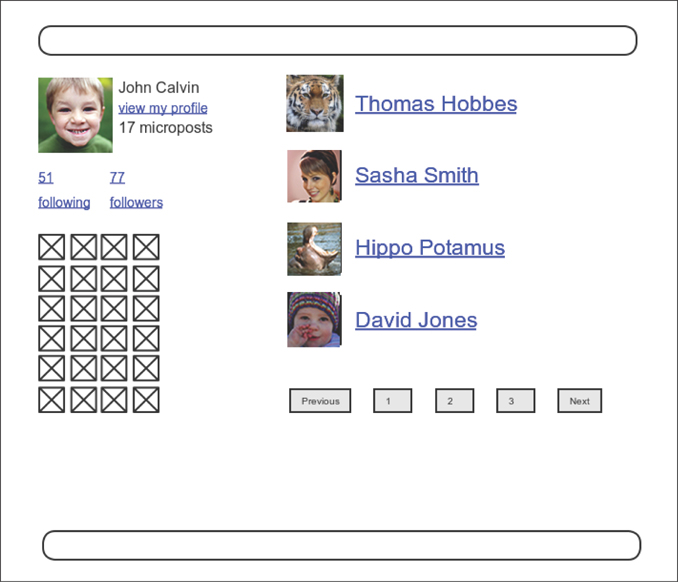 John Calvin
view my profile
17 microposts
51 77
following followers
Thomas Hobbes
Sasha Smith
Hippo Potamus
David Jones
Previous 1 2 3 Next